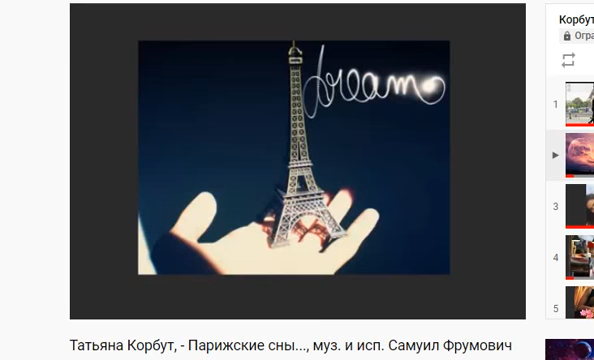 dream
Татьяна Корбут, - Парижские сны..., муз. и исп. Самуил Фрумович
Корбут
Огра
1
3
4
5